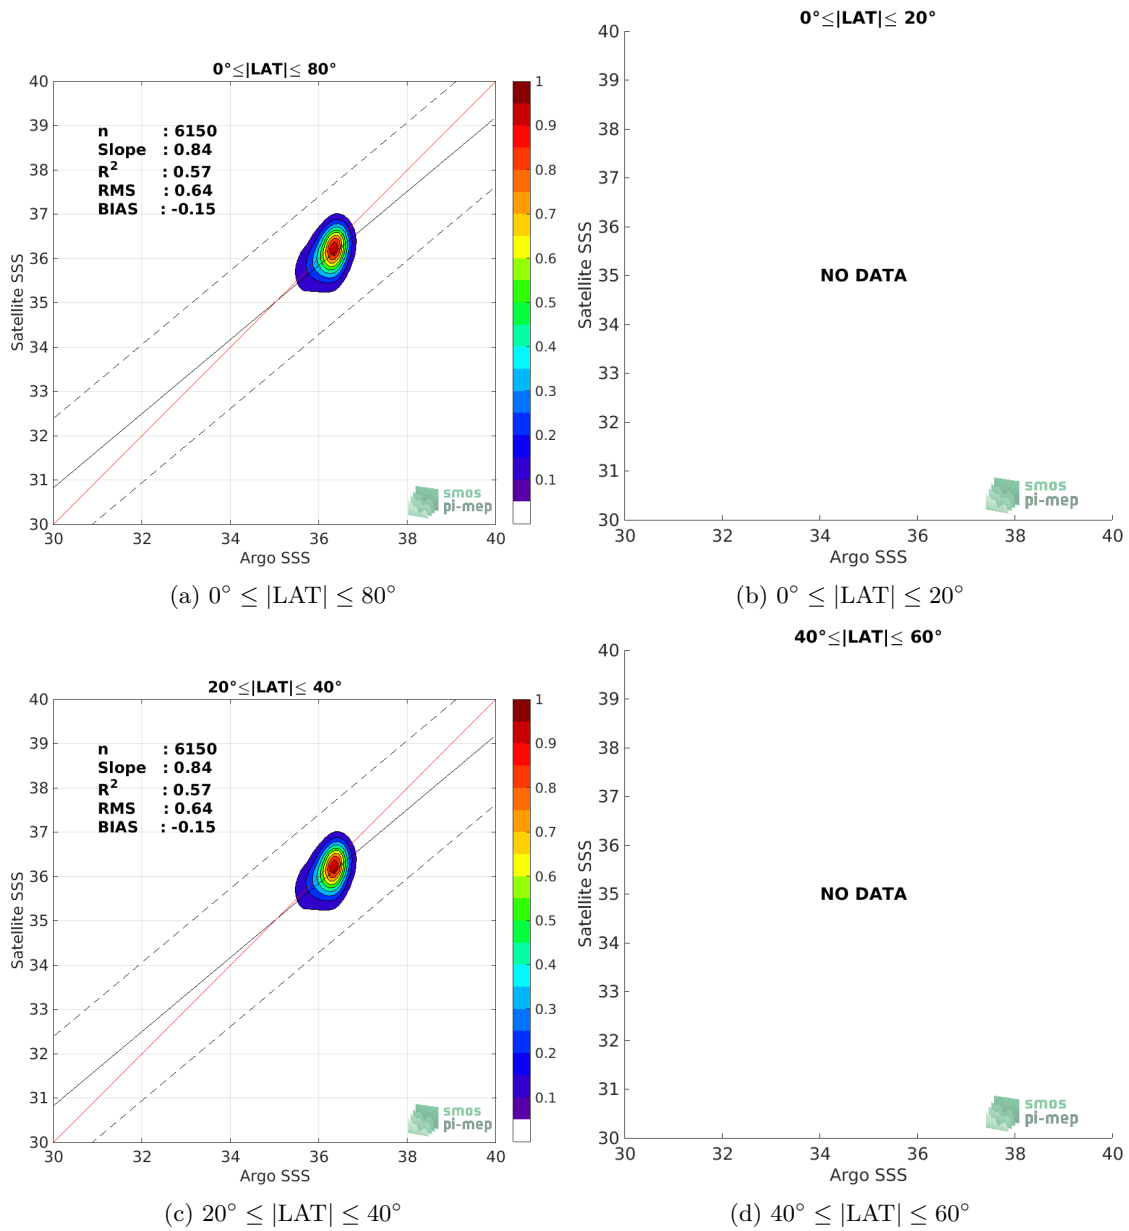 0°≤|LAT|≤ 80°
40
39
38
37
36
35
34
33
32
31
30
30 32 34 36 38 40
Satellite SSS
Argo SSS
n : 6150
Slope : 0.84
R² : 0.57
RMS : 0.64
BIAS : -0.15
1
0.9
0.8
0.7
0.6
0.5
0.4
0.3
0.2
0.1
smos
pi-mep
(a) 0° ≤ |LAT| ≤ 80°
0°≤|LAT|≤ 20°
40
39
38
37
36
35
34
33
32
31
30
30 32 34 36 38 40
Satellite SSS
Argo SSS
NO DATA
smos
pi-mep
(b) 0° ≤ |LAT| ≤ 20°
20°≤|LAT|≤ 40°
40
39
38
37
36
35
34
33
32
31
30
30 32 34 36 38 40
Satellite SSS
Argo SSS
n : 6150
Slope : 0.84
R² : 0.57
RMS : 0.64
BIAS : -0.15
1
0.9
0.8
0.7
0.6
0.5
0.4
0.3
0.2
0.1
smos
pi-mep
(c) 20° ≤ |LAT| ≤ 40°
40°≤|LAT|≤ 60°
40
39
38
37
36
35
34
33
32
31
30
30 32 34 36 38 40
Satellite SSS
Argo SSS
NO DATA
smos
pi-mep
(d) 40° ≤ |LAT| ≤ 60°